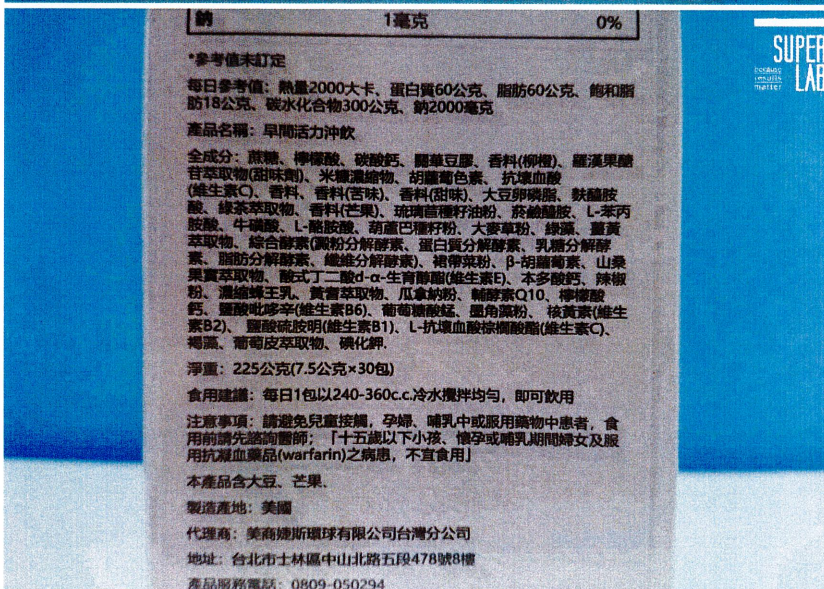 鈉 1毫克 0%
*參考值未訂定
每日參考值：熱量2000大卡、蛋白質60公克、脂肪60公克、飽和脂
肪18公克、碳水化合物300公克、鈉2000毫克
產品名稱：早間活力沖飲
全成分：蔗糖、檸檬酸、碳酸鈣、關華豆膠、香料(柳橙)、羅漢果醣
苷萃取物(甜味劑)、米糠濃縮物、胡蘿蔔色素、抗壞血酸
(維生素C)、香料、香料(苦味)、香料(甜味)、大豆卵磷脂、麩醯胺
酸、綠茶萃取物、香料(芒果)、琉璃苣種籽油粉、菸鹼醯胺、L-苯丙
胺酸、牛磺酸、L-酪胺酸、葫蘆巴種籽粉、大麥草粉、綠藻、薑黃
萃取物、綜合酵素(澱粉分解酵素、蛋白質分解酵素、乳糖分解酵
素、脂肪分解酵素、纖維分解酵素)、裙帶菜粉、β-胡蘿蔔素、山桑
果實萃取物、酸式丁二酸d-α-生育醇酯(維生素E)、本多酸鈣、辣椒
粉、濃縮蜂王乳、黃耆萃取物、瓜拿納粉、輔酵素Q10、檸檬酸
鈣、鹽酸吡哆辛(維生素B6)、葡萄糖酸錳、墨角藻粉、核黃素(維生
素B2)、鹽酸硫胺明(維生素B1)、L-抗壞血酸棕櫚酸酯(維生素C)、
褐藻、葡萄皮萃取物、碘化鉀.
淨重：225公克(7.5公克×30包)
食用建議：每日1包以240-360c.c.冷水攪拌均勻，即可飲用
注意事項：請避免兒童接觸，孕婦、哺乳中或服用藥物中患者，食
用前請先諮詢醫師；「十五歲以下小孩、懷孕或哺乳期間婦女及服
用抗凝血藥品(warfarin)之病患，不宜食用」
本產品含大豆、芒果、
製造產地：美國
代理商：美商婕斯環球有限公司台灣分公司
地址：台北市士林區中山北路五段478號8樓
產品服務電話：0809-050294
SUPER
LAB
because
results
matter